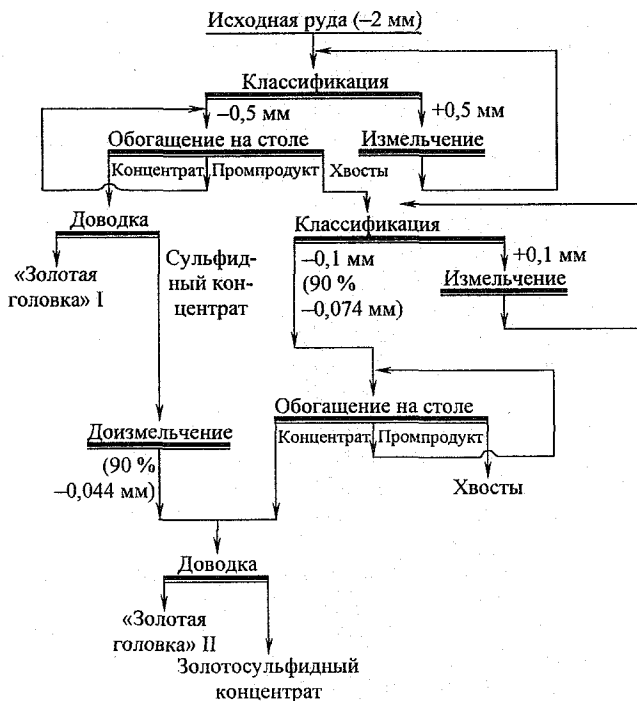 Исходная руда (–2 мм)
Классификация
–0,5 мм
+0,5 мм
Обогащение на столе
Измельчение
Концентрат
Промпродукт
Хвосты
Доводка
Классификация
«Золотая
головка» I
Сульфид-
ный кон-
центрат
–0,1 мм
(90 %
–0,074 мм)
+0,1 мм
Измельчение
Обогащение на столе
Концентрат
Промпродукт
Доизмельчение
(90 %
–0,044 мм)
Хвосты
Доводка
«Золотая
головка» II
Золотосульфидный
концентрат